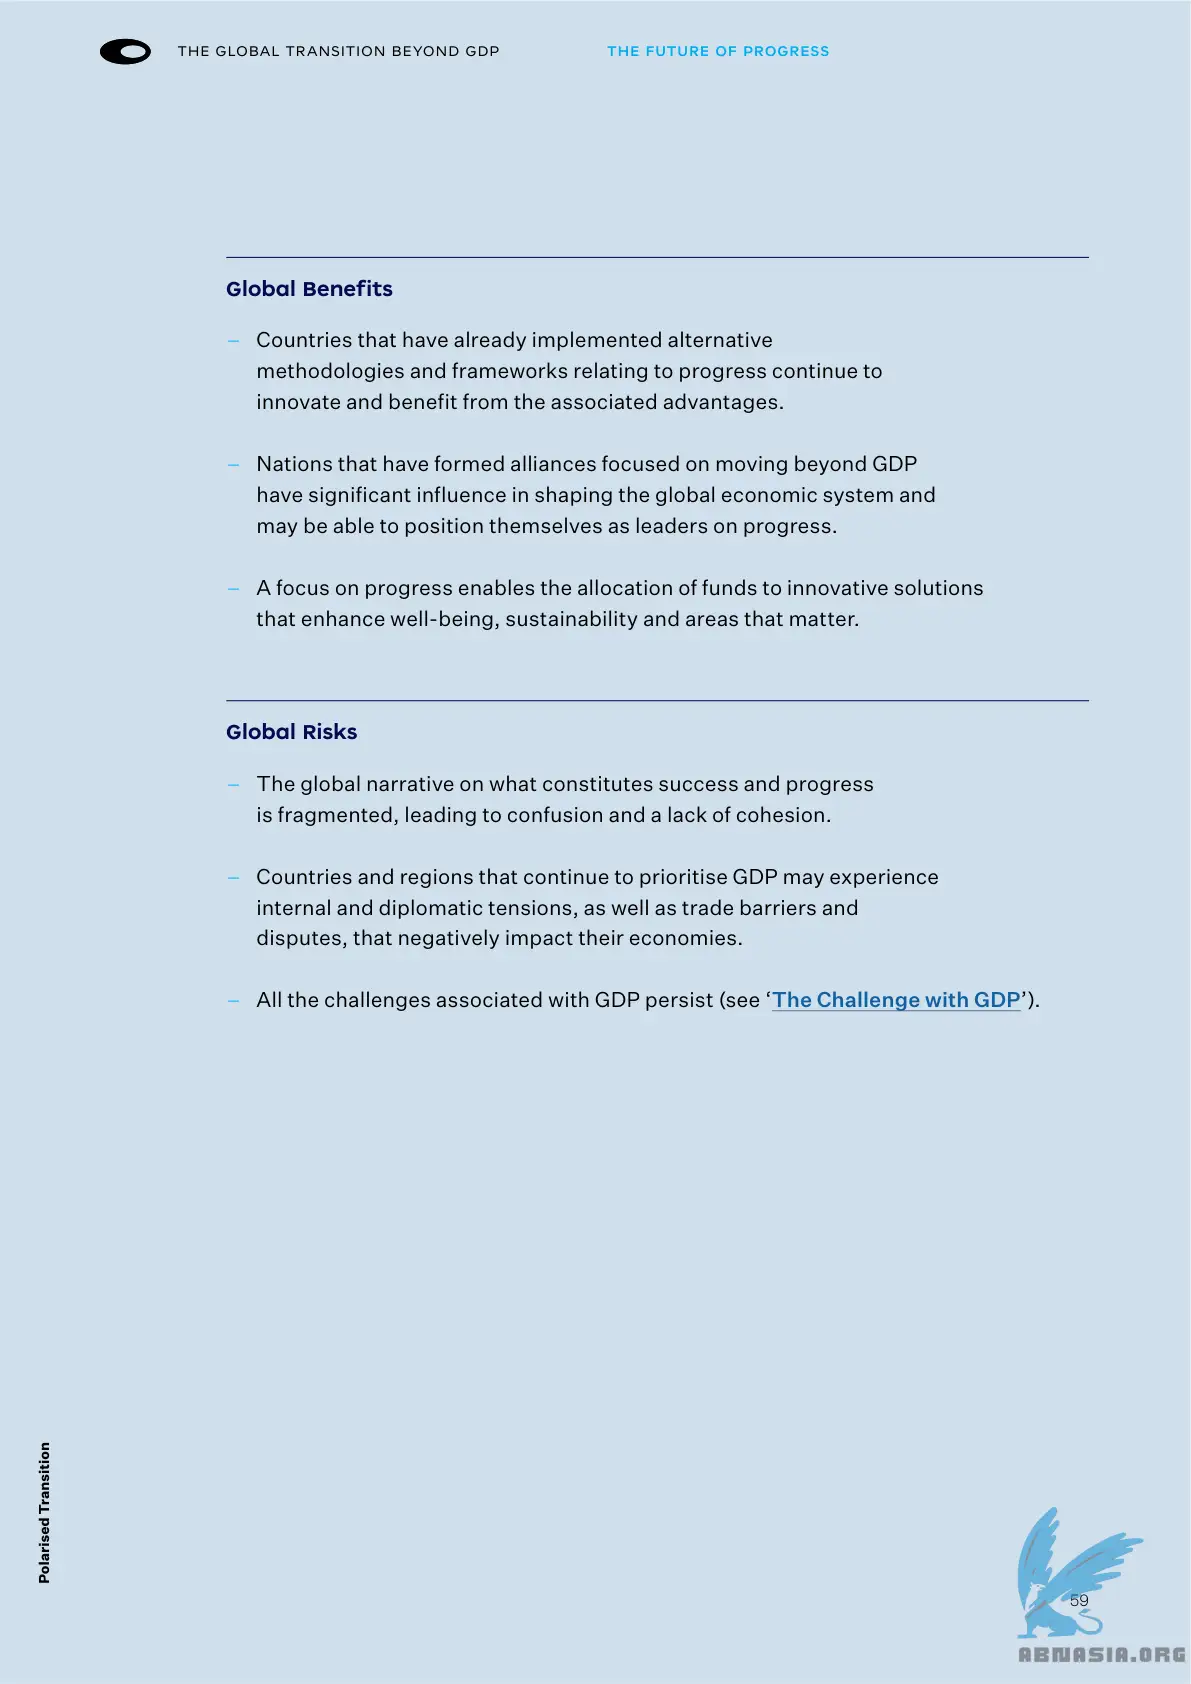 THE GLOBAL TRANSITION BEYOND GDP
THE FUTURE OF PROGRESS
Global Benefits
– Countries that have already implemented alternative
methodologies and frameworks relating to progress continue to
innovate and benefit from the associated advantages.
– Nations that have formed alliances focused on moving beyond GDP
have significant influence in shaping the global economic system and
may be able to position themselves as leaders on progress.
– A focus on progress enables the allocation of funds to innovative solutions
that enhance well-being, sustainability and areas that matter.
Global Risks
– The global narrative on what constitutes success and progress
is fragmented, leading to confusion and a lack of cohesion.
– Countries and regions that continue to prioritise GDP may experience
internal and diplomatic tensions, as well as trade barriers and
disputes, that negatively impact their economies.
– All the challenges associated with GDP persist (see ‘The Challenge with GDP’).
Polarised Transition
59
ABNASIA.ORG